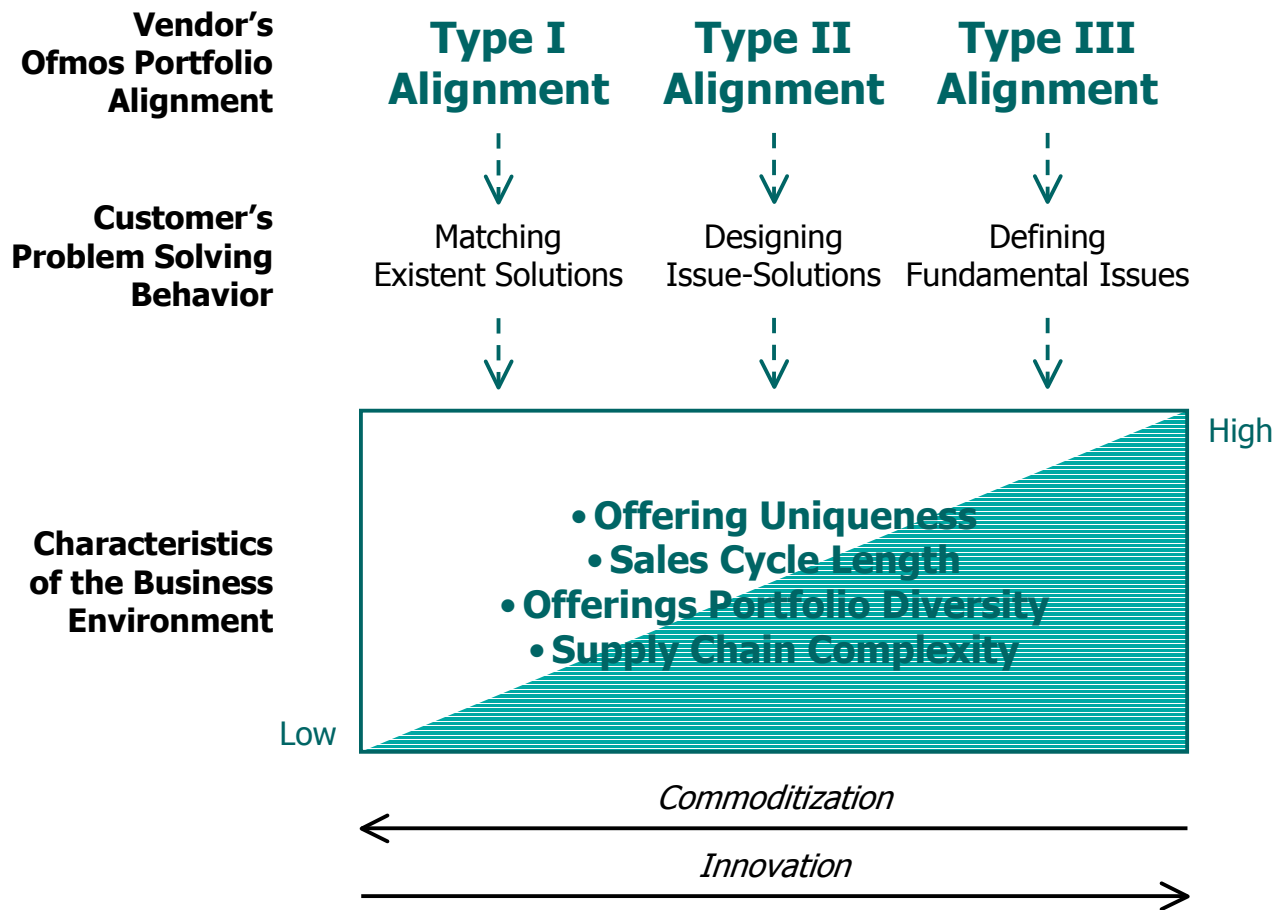 Vendor’s
Ofmos Portfolio
Alignment
Type I
Alignment
Type II
Alignment
Type III
Alignment
Customer’s
Problem Solving
Behavior
Matching
Existent Solutions
Designing
Issue-Solutions
Defining
Fundamental Issues
Characteristics
of the Business
Environment
High
• Offering Uniqueness
• Sales Cycle Length
• Offerings Portfolio Diversity
• Supply Chain Complexity
Low
Commoditization
Innovation